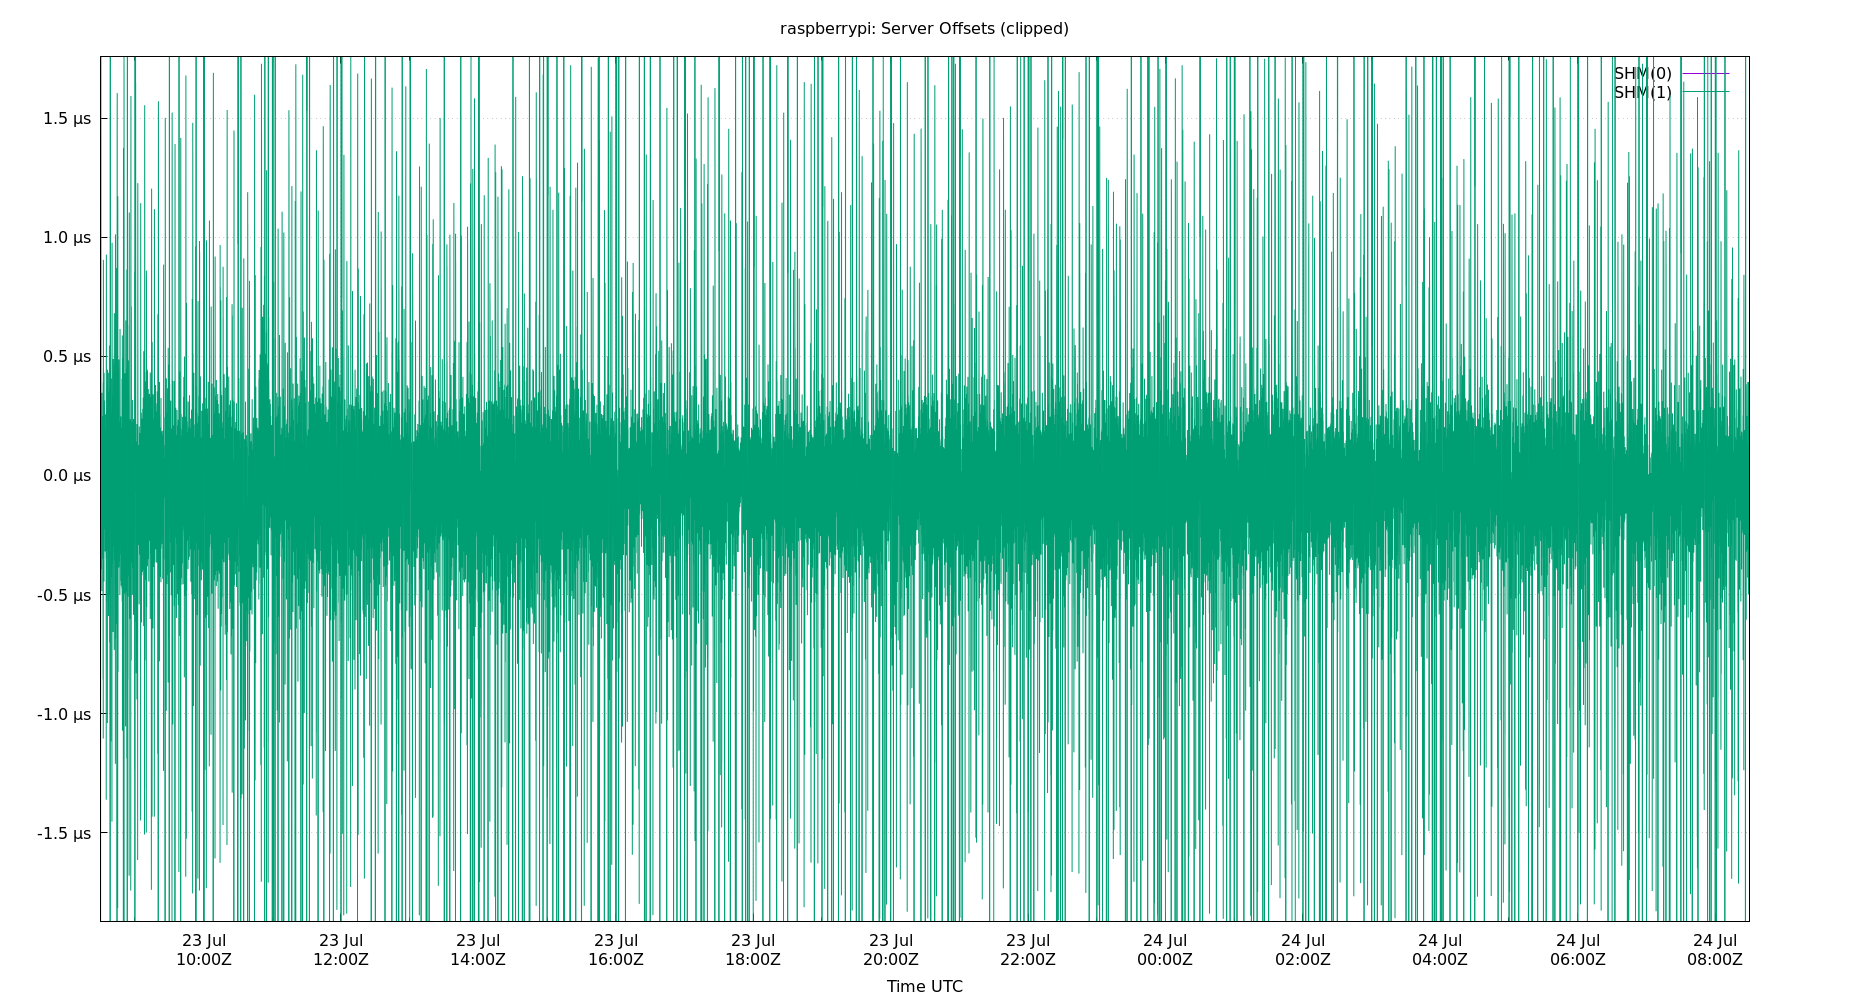 raspberrypi: Server Offsets (clipped)
SHM(0)
SHM(1)
1.5 µs
1.0 µs
0.5 µs
0.0 µs
-0.5 µs
-1.0 µs
-1.5 µs
23 Jul 23 Jul 23 Jul 23 Jul 23 Jul 23 Jul 23 Jul 24 Jul 24 Jul 24 Jul 24 Jul 24 Jul
10:00Z 12:00Z 14:00Z 16:00Z 18:00Z 20:00Z 22:00Z 00:00Z 02:00Z 04:00Z 06:00Z 08:00Z
Time UTC